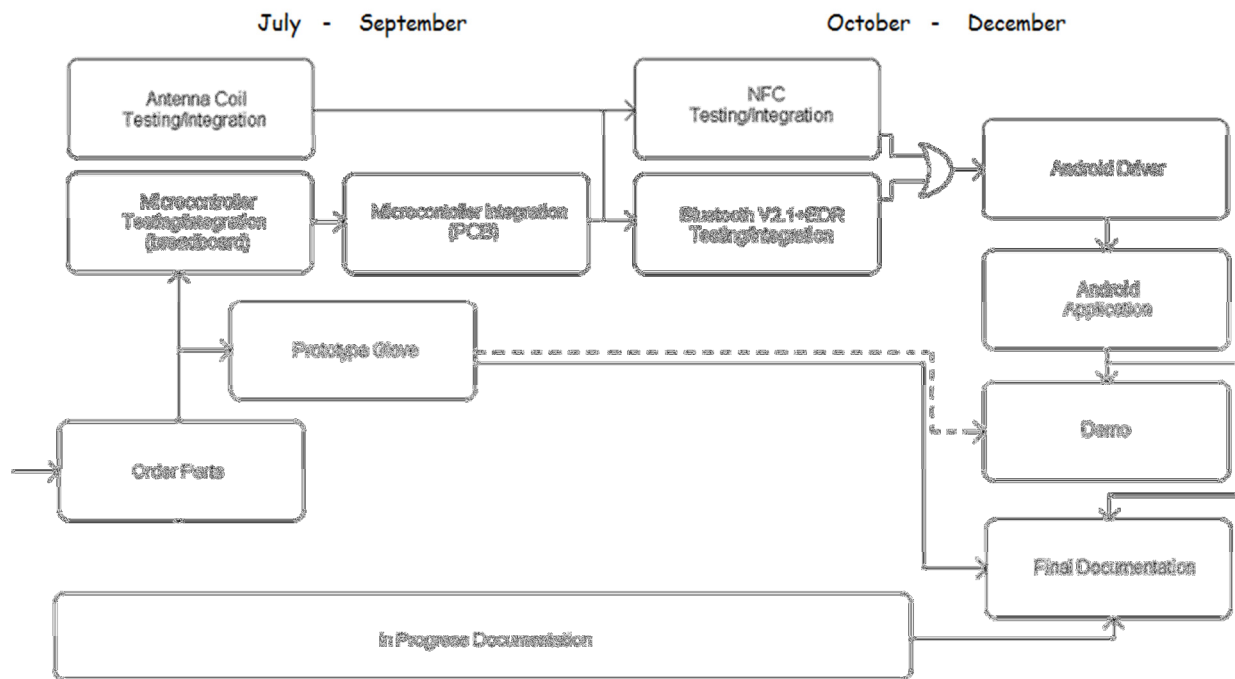 July - September
October - December
Antenna Coil
Testing/Integration
NFC
Testing/Integration
Android Driver
Microcontroller
Testing/Integration
(breadboard)
Microcontoller Integration
(PCB)
Bluetooth V2.1+EDR
Testing/Integration
Android
Application
Prototype Glove
Demo
Order Parts
Final Documentation
In Progress Documentation